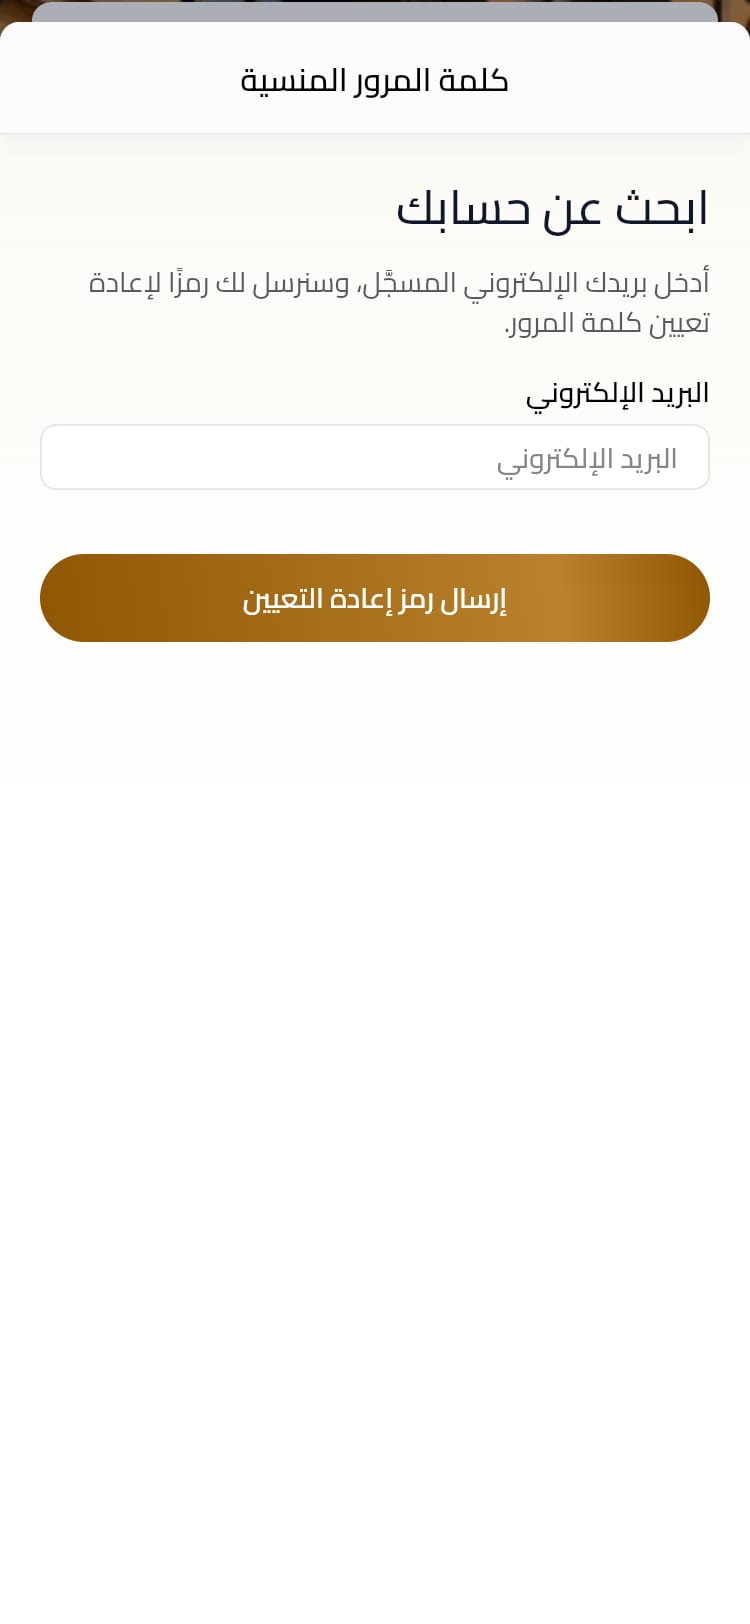 كلمة المرور المنسية
ابحث عن حسابك
أدخل بريدك الإلكتروني المسجَّل، وسنرسل لك رمزًا لإعادة
تعيين كلمة المرور.
البريد الإلكتروني
البريد الإلكتروني
إرسال رمز إعادة التعيين